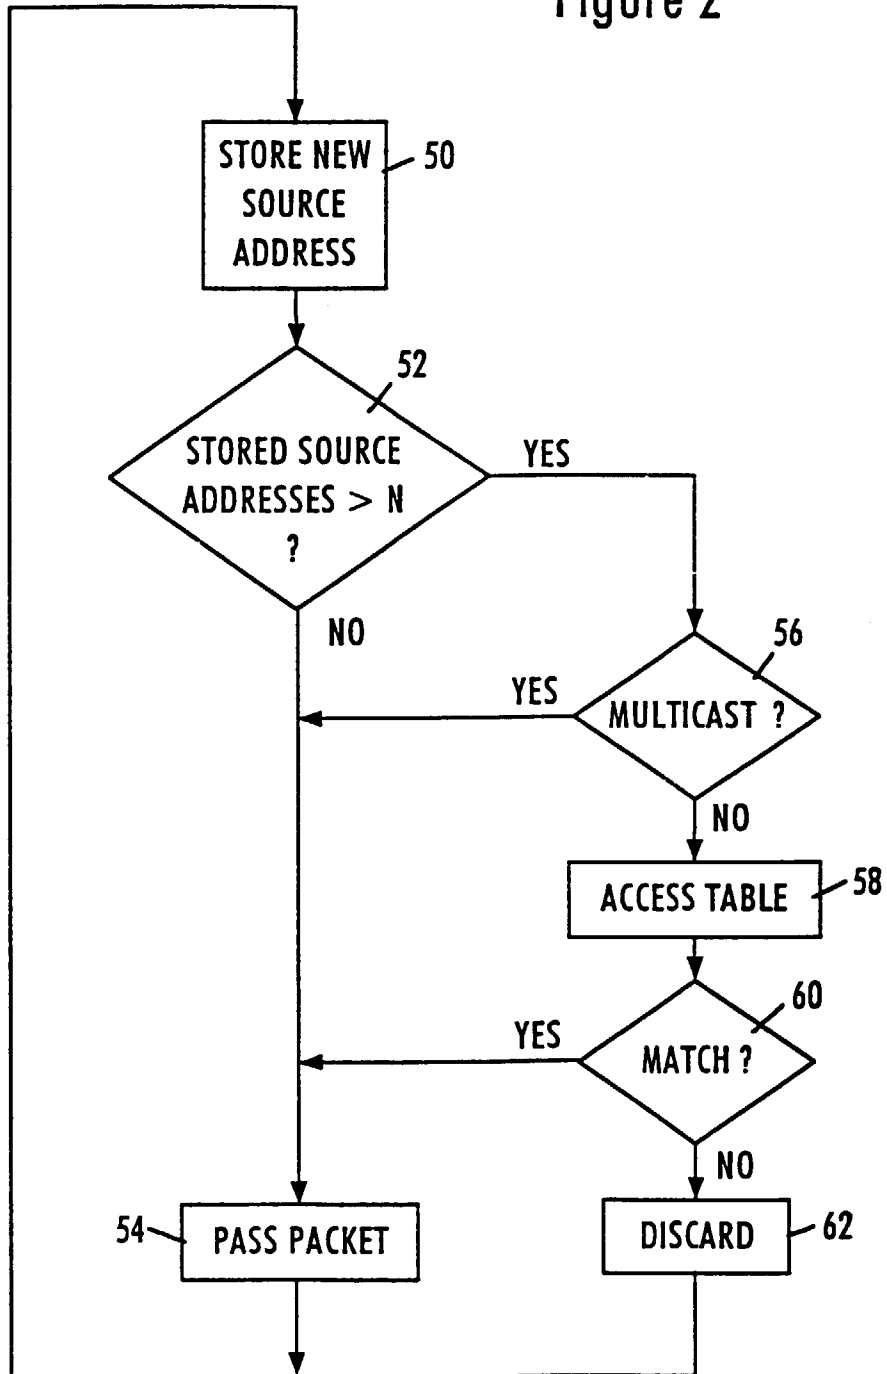 Figure 2
STORE NEW
SOURCE
ADDRESS
50
52
STORED SOURCE
ADDRESSES > N
?
YES
NO
56
YES
MULTICAST ?
NO
ACCESS TABLE
58
60
YES
MATCH ?
NO
54
PASS PACKET
DISCARD
62